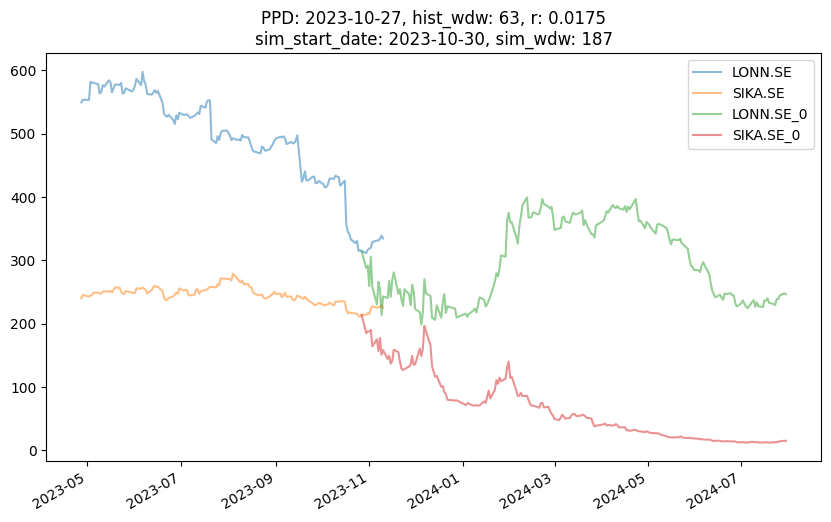 PPD: 2023-10-27, hist_wdw: 63, r: 0.0175
sim_start_date: 2023-10-30, sim_wdw: 187
LONN.SE
SIKA.SE
LONN.SE_0
SIKA.SE_0
600
500
400
300
200
100
0
2023-05
2023-07
2023-09
2023-11
2024-01
2024-03
2024-05
2024-07